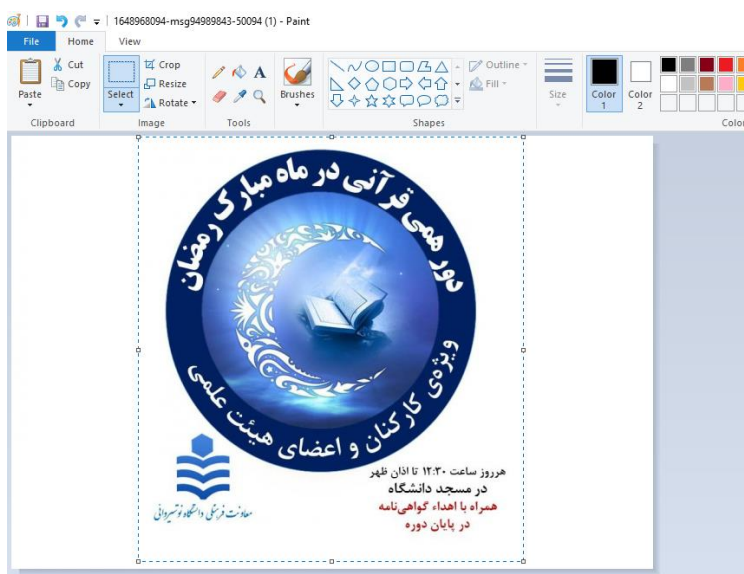 1648968094-msg94989843-50094 (1) - Paint
File Home View
Paste
Cut
Copy
Clipboard
Select
Crop
Resize
Rotate
Image
Tools
Brushes
Shapes
Outline
Fill
Size
Color 1
Color 2
دور همی قرآنی در ماه مبارک رمضان
ویژه‌ی کارکنان و اعضای هیئت علمی
هرروز ساعت ۱۲:۳۰ تا اذان ظهر
در مسجد دانشگاه
همراه با اهداء گواهی‌نامه
در پایان دوره
معاونت فرهنگی دانشگاه نوشیروانی